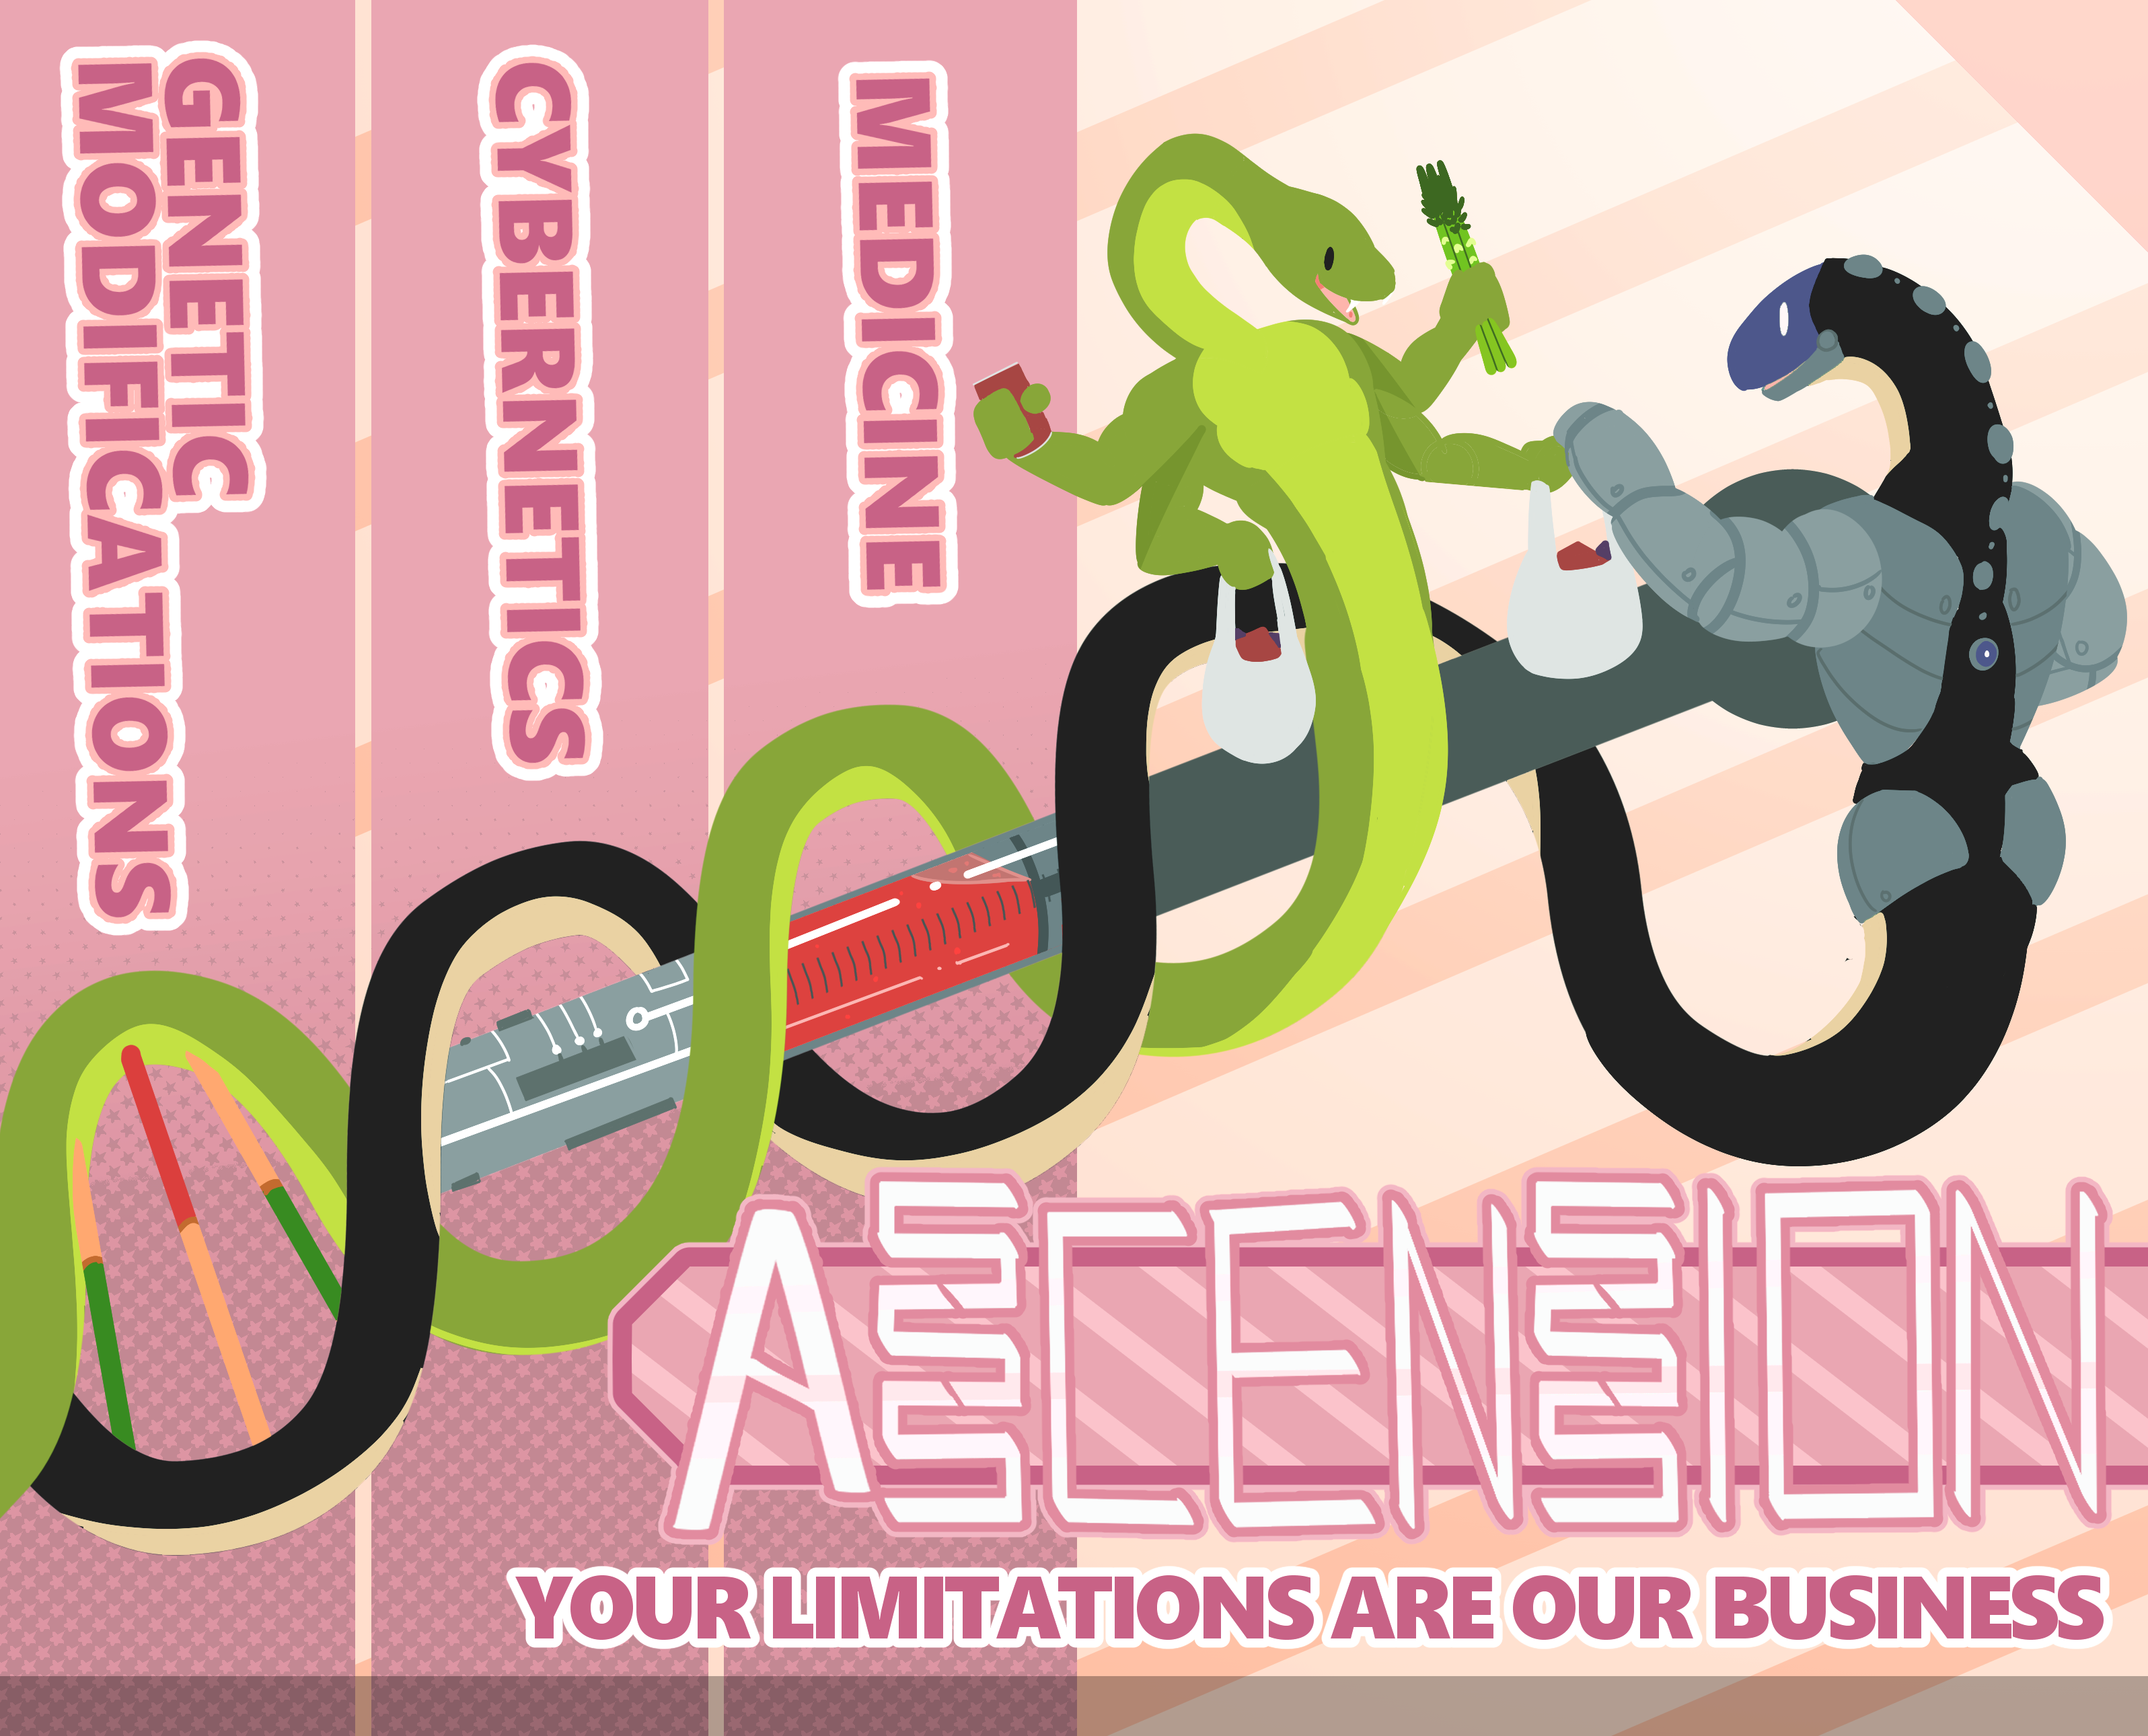 GENETIC
MODIFICATIONS
CYBERNETICS
MEDICINE
ASCENSION
YOUR LIMITATIONS ARE OUR BUSINESS